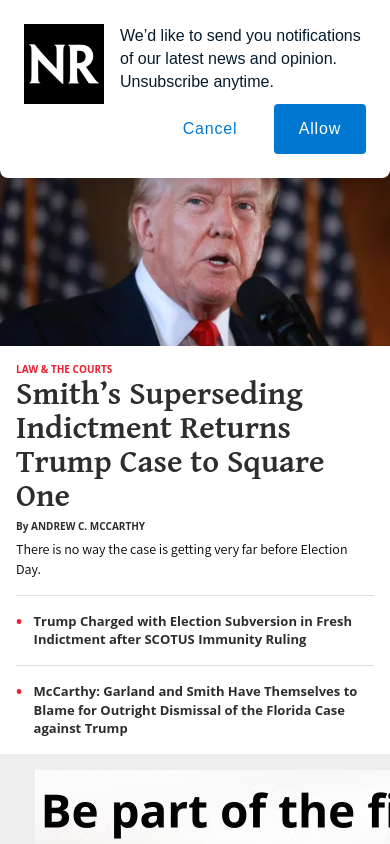 NR
We’d like to send you notifications
of our latest news and opinion.
Unsubscribe anytime.
Cancel
Allow
LAW & THE COURTS
Smith’s Superseding
Indictment Returns
Trump Case to Square
One
By ANDREW C. MCCARTHY
There is no way the case is getting very far before Election
Day.
• Trump Charged with Election Subversion in Fresh
Indictment after SCOTUS Immunity Ruling
• McCarthy: Garland and Smith Have Themselves to
Blame for Outright Dismissal of the Florida Case
against Trump
Be part of the fi